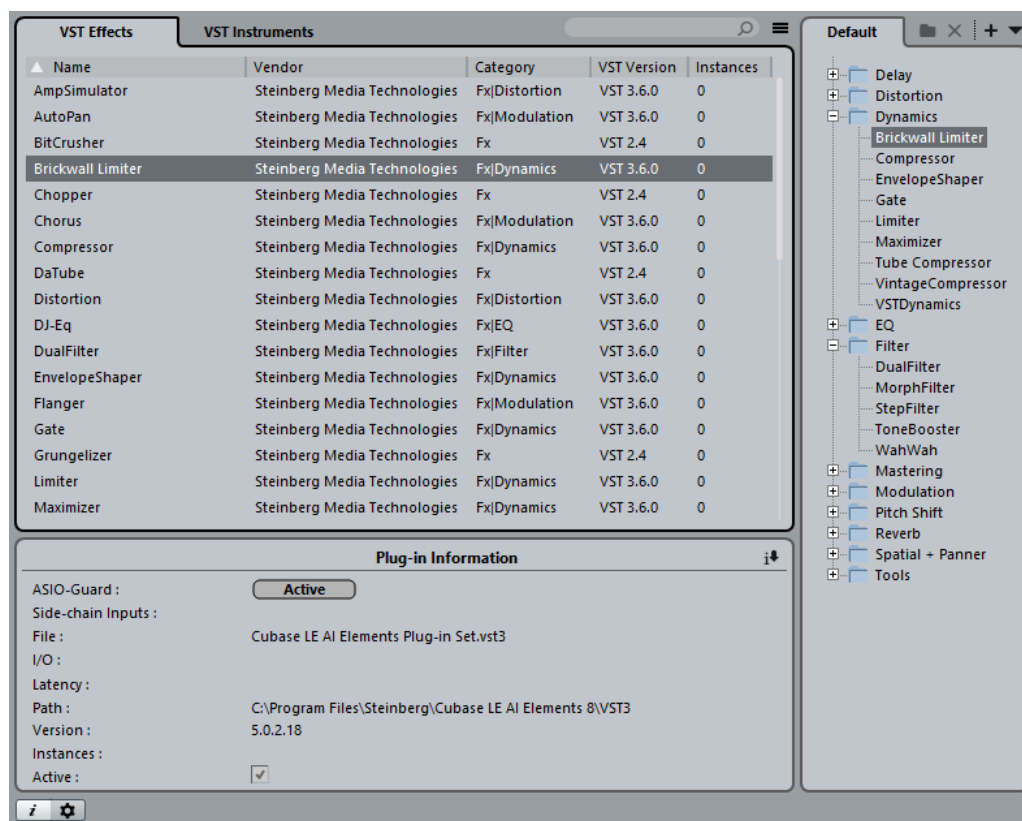 VST Effects
VST Instruments
Name Vendor Category VST Version Instances
AmpSimulator Steinberg Media Technologies Fx|Distortion VST 3.6.0 0
AutoPan Steinberg Media Technologies Fx|Modulation VST 3.6.0 0
BitCrusher Steinberg Media Technologies Fx VST 2.4 0
Brickwall Limiter Steinberg Media Technologies Fx|Dynamics VST 3.6.0 0
Chopper Steinberg Media Technologies Fx VST 2.4 0
Chorus Steinberg Media Technologies Fx|Modulation VST 3.6.0 0
Compressor Steinberg Media Technologies Fx|Dynamics VST 3.6.0 0
DaTube Steinberg Media Technologies Fx VST 2.4 0
Distortion Steinberg Media Technologies Fx|Distortion VST 3.6.0 0
DJ-Eq Steinberg Media Technologies Fx|EQ VST 3.6.0 0
DualFilter Steinberg Media Technologies Fx|Filter VST 3.6.0 0
EnvelopeShaper Steinberg Media Technologies Fx|Dynamics VST 3.6.0 0
Flanger Steinberg Media Technologies Fx|Modulation VST 3.6.0 0
Gate Steinberg Media Technologies Fx|Dynamics VST 3.6.0 0
Grungelizer Steinberg Media Technologies Fx VST 2.4 0
Limiter Steinberg Media Technologies Fx|Dynamics VST 3.6.0 0
Maximizer Steinberg Media Technologies Fx|Dynamics VST 3.6.0 0
Plug-in Information
ASIO-Guard : Active
Side-chain Inputs :
File : Cubase LE AI Elements Plug-in Set.vst3
I/O :
Latency :
Path : C:\Program Files\Steinberg\Cubase LE AI Elements 8\VST3
Version : 5.0.2.18
Instances :
Active :
Default
Delay
Distortion
Dynamics
Brickwall Limiter
Compressor
EnvelopeShaper
Gate
Limiter
Maximizer
Tube Compressor
VintageCompressor
VSTDynamics
EQ
Filter
DualFilter
MorphFilter
StepFilter
ToneBooster
WahWah
Mastering
Modulation
Pitch Shift
Reverb
Spatial + Panner
Tools